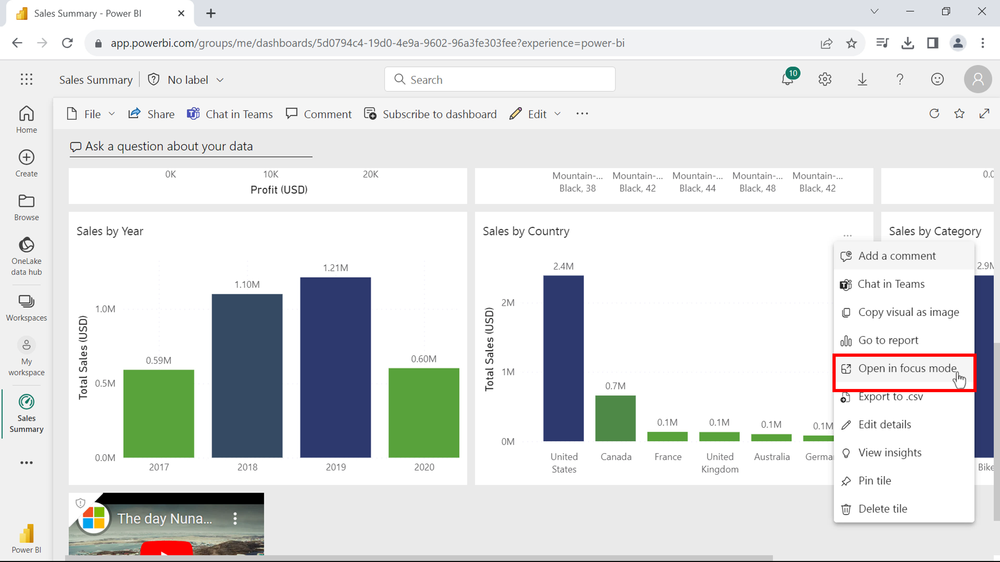 Sales Summary - Power BI
app.powerbi.com/groups/me/dashboards/5d0794c4-19d0-4e9a-9602-96a3fe303fee?experience=power-bi
Sales Summary
No label
Search
10
File
Share
Chat in Teams
Comment
Subscribe to dashboard
Edit
Home
Create
Browse
OneLake
data hub
Workspaces
My
workspace
Sales
Summary
Power BI
Ask a question about your data
0K 10K 20K
Profit (USD)
Mountain-... Mountain-... Mountain-... Mountain-... Mountain-...
Black, 38 Black, 42 Black, 44 Black, 48 Black, 42
Sales by Year
Total Sales (USD)
1.0M
0.5M
0.0M
0.59M
1.10M
1.21M
0.60M
2017 2018 2019 2020
Sales by Country
Total Sales (USD)
2M
1M
0M
2.4M
0.7M
0.1M
0.1M
0.1M
0.1M
United
States
Canada
France
United
Kingdom
Australia
Sales by Category
Add a comment
Chat in Teams
Copy visual as image
Go to report
Open in focus mode
Export to .csv
Edit details
View insights
Pin tile
Delete tile
The day Nuna...